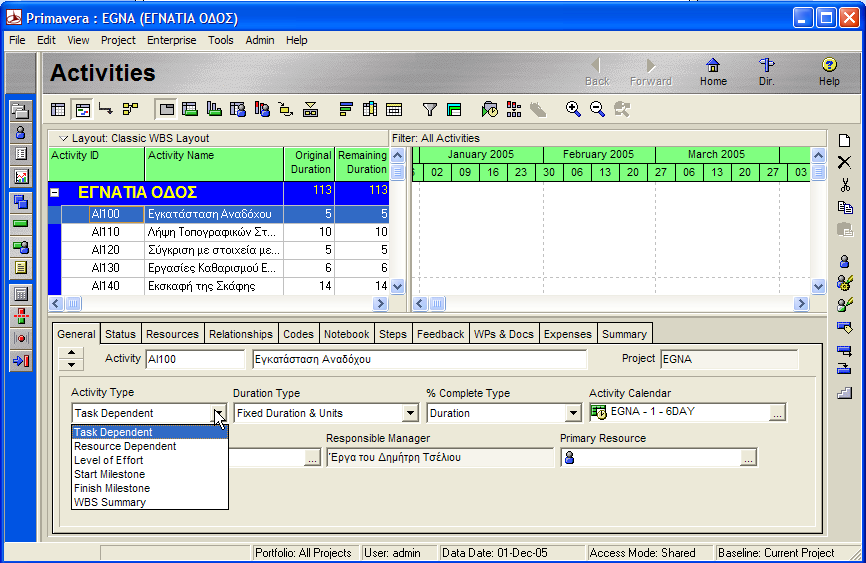 Primavera : EGNA (ΕΓΝΑΤΙΑ ΟΔΟΣ)
File Edit View Project Enterprise Tools Admin Help
Activities
Back Forward Home Dir. Help
Layout: Classic WBS Layout Filter: All Activities
Activity ID Activity Name Original Duration Remaining Duration
January 2005 February 2005 March 2005
02 09 16 23 30 06 13 20 27 06 13 20 27 03
ΕΓΝΑΤΙΑ ΟΔΟΣ 113 113
AI100 Εγκατάσταση Αναδόχου 5 5
AI110 Λήψη Τοπογραφικών Στ... 10 10
AI120 Σύγκριση με στοιχεία με... 5 5
AI130 Εργασίες Καθαρισμού Ε... 6 6
AI140 Εκσκαφή της Σκάφης 14 14
General Status Resources Relationships Codes Notebook Steps Feedback WPs & Docs Expenses Summary
Activity AI100 Εγκατάσταση Αναδόχου Project EGNA
Activity Type Duration Type % Complete Type Activity Calendar
Task Dependent Fixed Duration & Units Duration EGNA - 1 - 6DAY ...
Task Dependent
Resource Dependent
Level of Effort
Start Milestone
Finish Milestone
WBS Summary
Responsible Manager Primary Resource
... Έργα του Δημήτρη Τσέλιου ...
Portfolio: All Projects User: admin Data Date: 01-Dec-05 Access Mode: Shared Baseline: Current Project